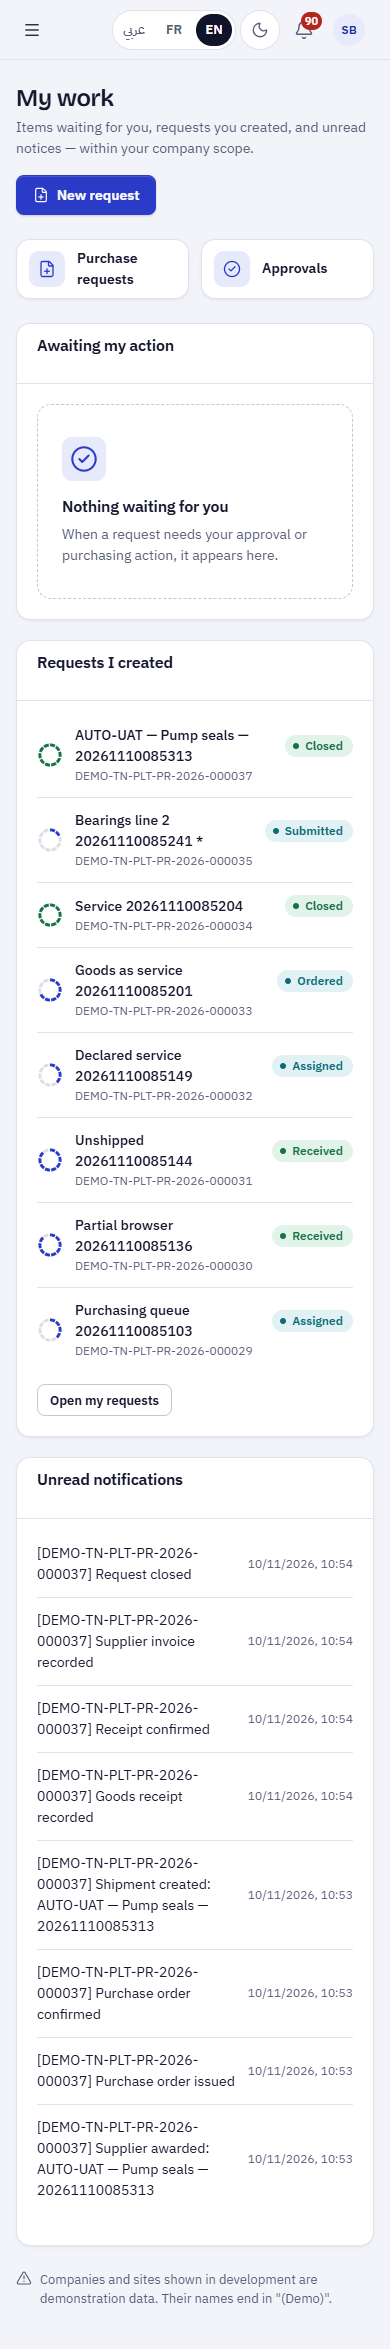 عربي FR EN 90 SB
My work
Items waiting for you, requests you created, and unread
notices — within your company scope.
New request
Purchase
requests
Approvals
Awaiting my action
Nothing waiting for you
When a request needs your approval or
purchasing action, it appears here.
Requests I created
AUTO-UAT — Pump seals —
20261110085313
DEMO-TN-PLT-PR-2026-000037
Closed
Bearings line 2
20261110085241 *
DEMO-TN-PLT-PR-2026-000035
Submitted
Service 20261110085204
DEMO-TN-PLT-PR-2026-000034
Closed
Goods as service
20261110085201
DEMO-TN-PLT-PR-2026-000033
Ordered
Declared service
20261110085149
DEMO-TN-PLT-PR-2026-000032
Assigned
Unshipped
20261110085144
DEMO-TN-PLT-PR-2026-000031
Received
Partial browser
20261110085136
DEMO-TN-PLT-PR-2026-000030
Received
Purchasing queue
20261110085103
DEMO-TN-PLT-PR-2026-000029
Assigned
Open my requests
Unread notifications
[DEMO-TN-PLT-PR-2026-
000037] Request closed
10/11/2026, 10:54
[DEMO-TN-PLT-PR-2026-
000037] Supplier invoice
recorded
10/11/2026, 10:54
[DEMO-TN-PLT-PR-2026-
000037] Receipt confirmed
10/11/2026, 10:54
[DEMO-TN-PLT-PR-2026-
000037] Goods receipt
recorded
10/11/2026, 10:54
[DEMO-TN-PLT-PR-2026-
000037] Shipment created:
AUTO-UAT — Pump seals —
20261110085313
10/11/2026, 10:53
[DEMO-TN-PLT-PR-2026-
000037] Purchase order
confirmed
10/11/2026, 10:53
[DEMO-TN-PLT-PR-2026-
000037] Purchase order issued
10/11/2026, 10:53
[DEMO-TN-PLT-PR-2026-
000037] Supplier awarded:
AUTO-UAT — Pump seals —
20261110085313
10/11/2026, 10:53
Companies and sites shown in development are
demonstration data. Their names end in "(Demo)".